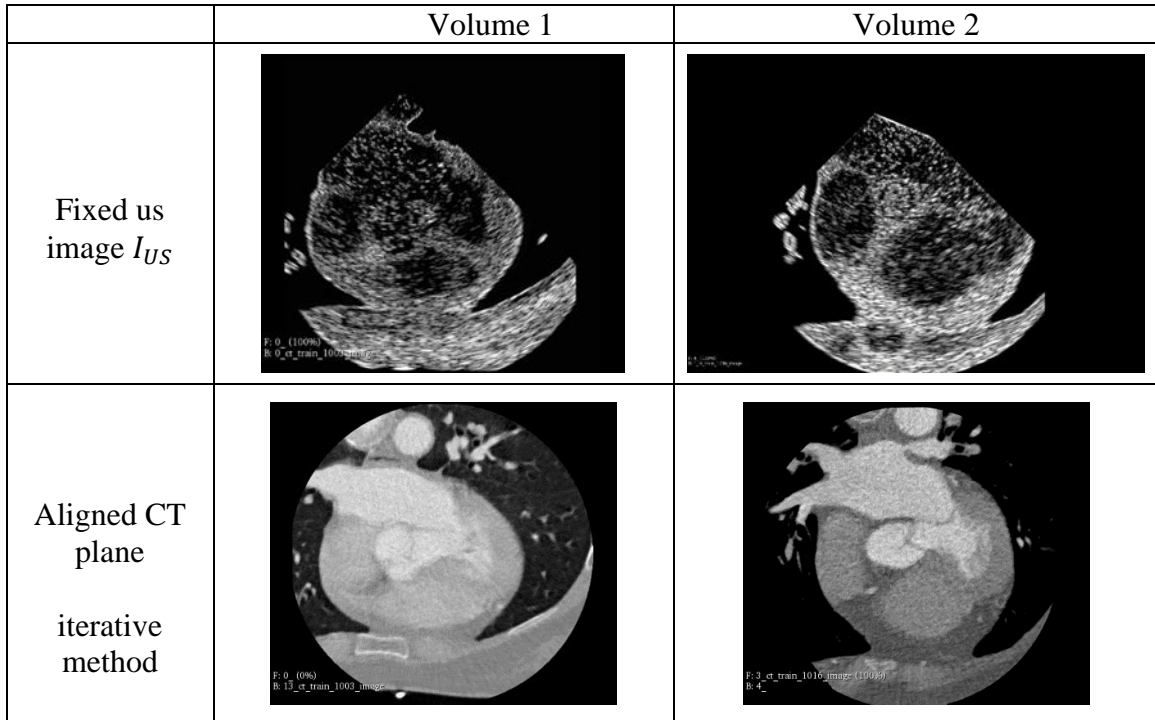 Volume 1
Volume 2
Fixed us
image I_US
F: 0_ (100%)
B: 0_ct_train_1003_image
Aligned CT
plane
iterative
method
F: 0_ (0%)
B: 13_ct_train_1003_image
F: 3_ct_train_1016_image (100%)
B: 4_